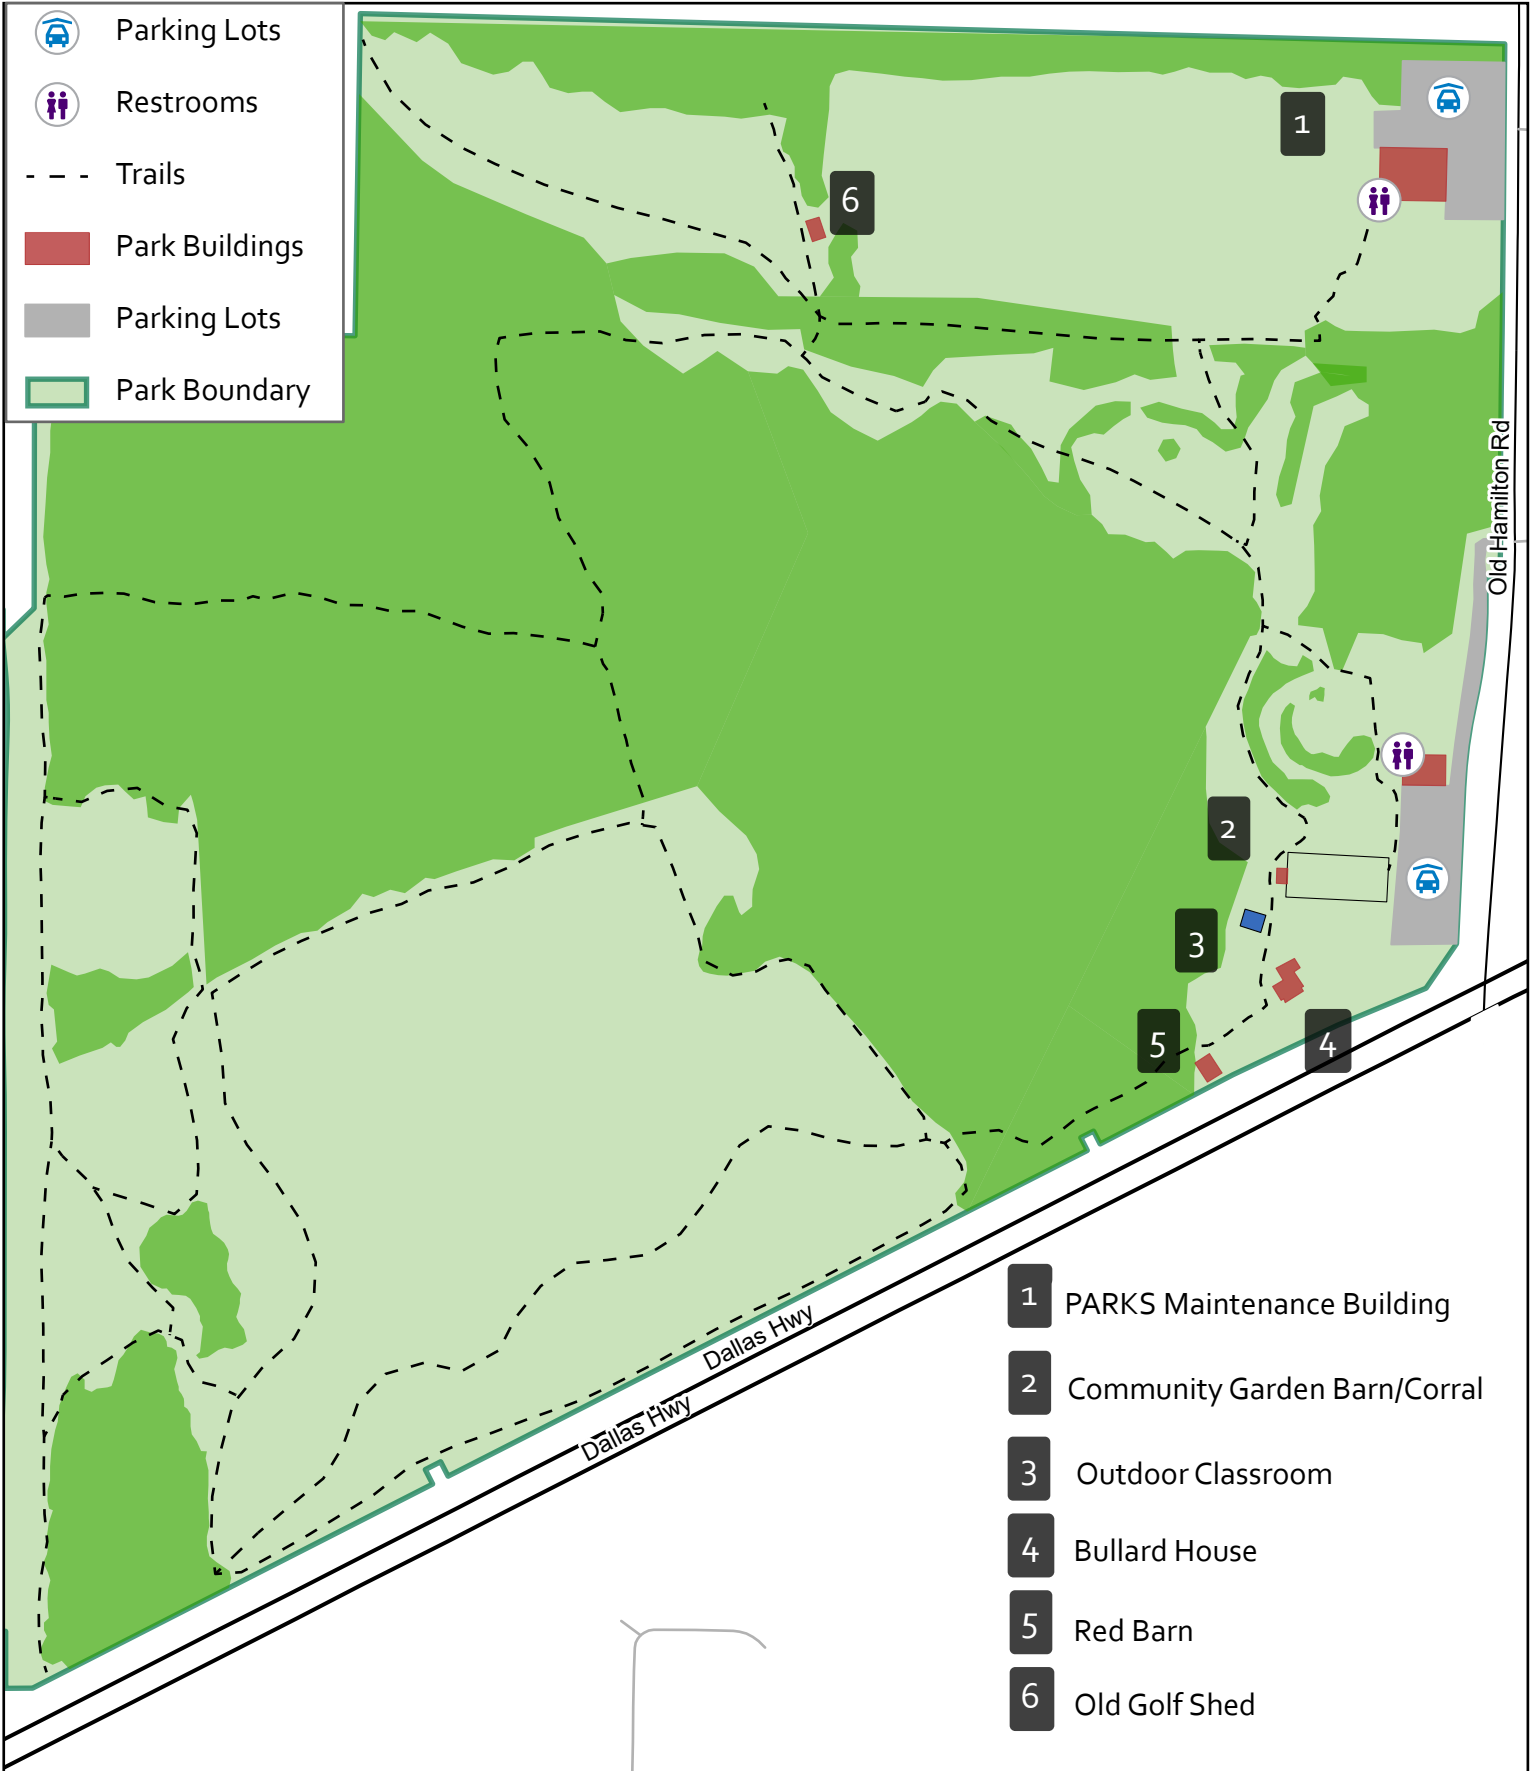 Parking Lots
Restrooms
Trails
Park Buildings
Parking Lots
Park Boundary
1
6
Old Hamilton Rd
2
3
5
4
Dallas Hwy
Dallas Hwy
1 PARKS Maintenance Building
2 Community Garden Barn/Corral
3 Outdoor Classroom
4 Bullard House
5 Red Barn
6 Old Golf Shed